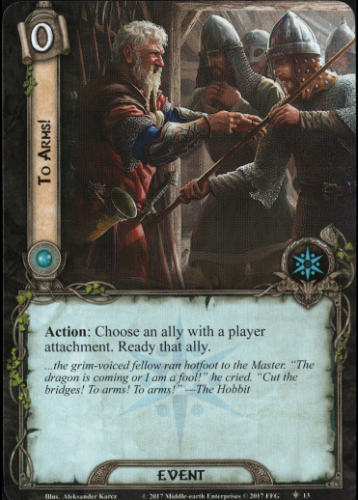 0
TO ARMS!
Action: Choose an ally with a player
attachment. Ready that ally.
...the grim-voiced fellow ran hotfoot to the Master. “The
dragon is coming or I am a fool!” he cried. “Cut the
bridges! To arms! To arms!” —The Hobbit
EVENT
Illus. Aleksander Karcz © 2017 Middle-earth Enterprises © 2017 FFG 13